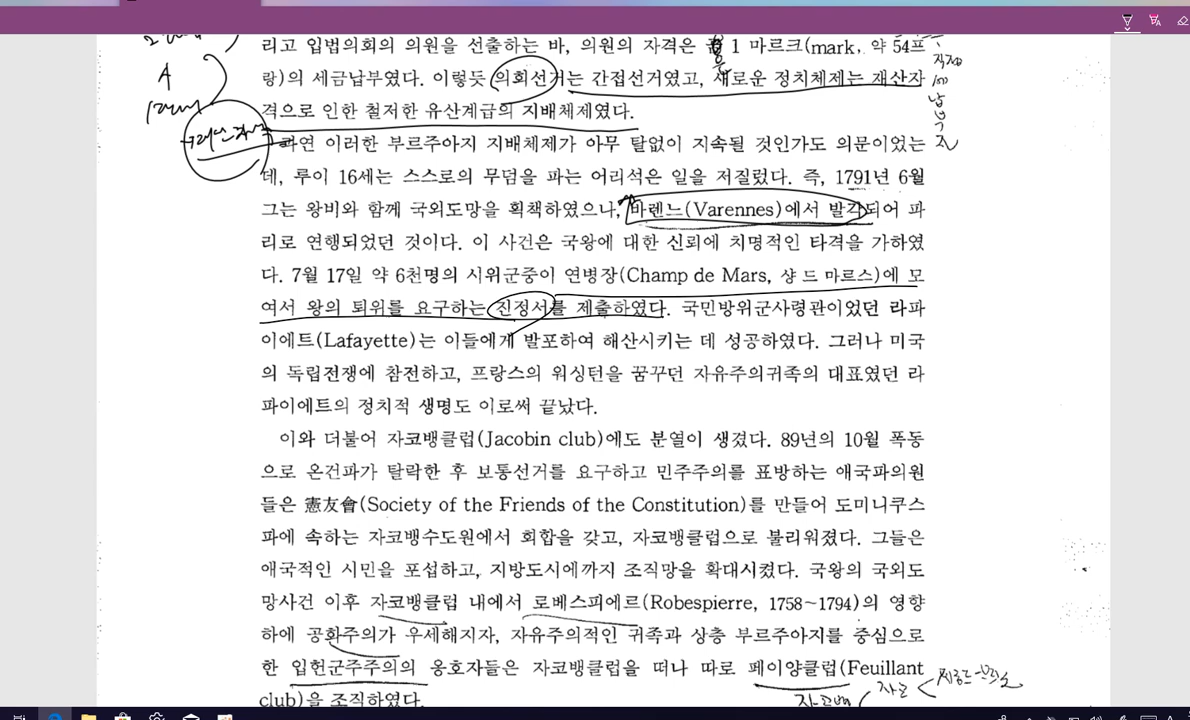 리고 입법의회의 의원을 선출하는 바, 의원의 자격은 1 마르크(mark, 약 54프
랑)의 세금납부였다. 이렇듯 의회선거는 간접선거였고, 새로운 정치체제는 재산자
격으로 인한 철저한 유산계급의 지배체제였다.
과연 이러한 부르주아지 지배체제가 아무 탈없이 지속될 것인가도 의문이었는
데, 루이 16세는 스스로의 무덤을 파는 어리석은 일을 저질렀다. 즉, 1791년 6월
그는 왕비와 함께 국외도망을 획책하였으나, 바렌느(Varennes)에서 발각되어 파
리로 연행되었던 것이다. 이 사건은 국왕에 대한 신뢰에 치명적인 타격을 가하였
다. 7월 17일 약 6천명의 시위군중이 연병장(Champ de Mars, 샹 드 마르스)에 모
여서 왕의 퇴위를 요구하는 진정서를 제출하였다. 국민방위군사령관이었던 라파
이에트(Lafayette)는 이들에게 발포하여 해산시키는 데 성공하였다. 그러나 미국
의 독립전쟁에 참전하고, 프랑스의 워싱턴을 꿈꾸던 자유주의귀족의 대표였던 라
파이에트의 정치적 생명도 이로써 끝났다.
이와 더불어 자코뱅클럽(Jacobin club)에도 분열이 생겼다. 89년의 10월 폭동
으로 온건파가 탈락한 후 보통선거를 요구하고 민주주의를 표방하는 애국파의원
들은 憲友會(Society of the Friends of the Constitution)를 만들어 도미니쿠스
파에 속하는 자코뱅수도원에서 회합을 갖고, 자코뱅클럽으로 불리워졌다. 그들은
애국적인 시민을 포섭하고, 지방도시에까지 조직망을 확대시켰다. 국왕의 국외도
망사건 이후 자코뱅클럽 내에서 로베스피에르(Robespierre, 1758~1794)의 영향
하에 공화주의가 우세해지자, 자유주의적인 귀족과 상층 부르주아지를 중심으로
한 입헌군주주의의 옹호자들은 자코뱅클럽을 떠나 따로 페이양클럽(Feuillant
club)을 조직하였다.